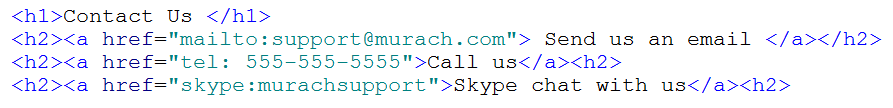 <h1>Contact Us </h1>
<h2><a href="mailto:support@murach.com"> Send us an email </a></h2>
<h2><a href="tel: 555-555-5555">Call us</a><h2>
<h2><a href="skype:murachsupport">Skype chat with us</a><h2>